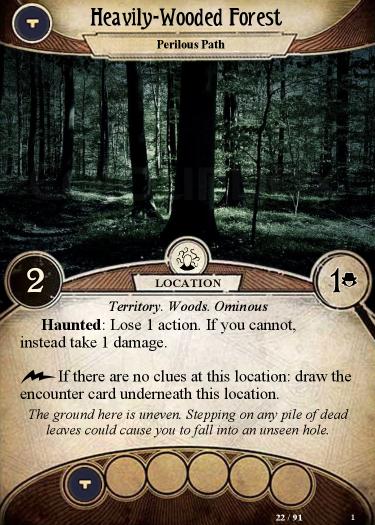 Heavily-Wooded Forest
Perilous Path
2
1
LOCATION
Territory. Woods. Ominous
Haunted: Lose 1 action. If you cannot,
instead take 1 damage.
If there are no clues at this location: draw the
encounter card underneath this location.
The ground here is uneven. Stepping on any pile of dead
leaves could cause you to fall into an unseen hole.
22 / 91
1